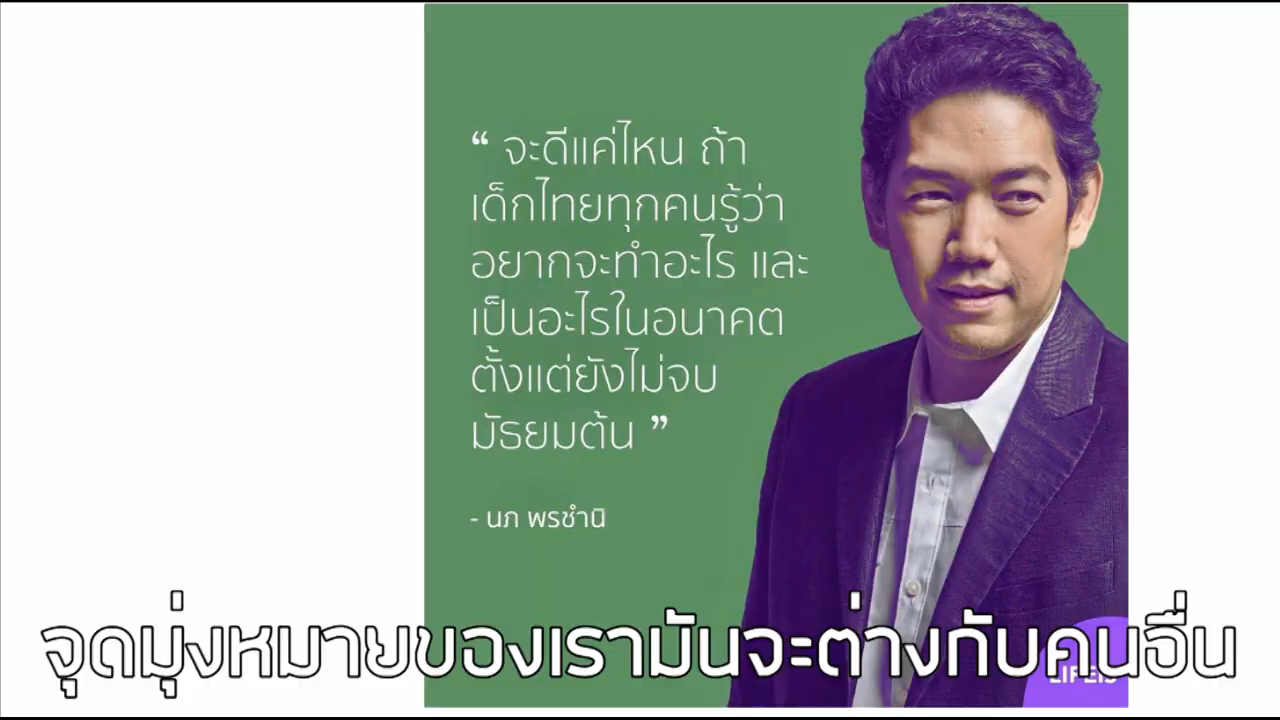 “ จะดีแค่ไหน ถ้า
เด็กไทยทุกคนรู้ว่า
อยากจะทำอะไร และ
เป็นอะไรในอนาคต
ตั้งแต่ยังไม่จบ
มัธยมต้น ”
- นภ พรชำนิ
จุดมุ่งหมายของเรามันจะต่างกับคนอื่น